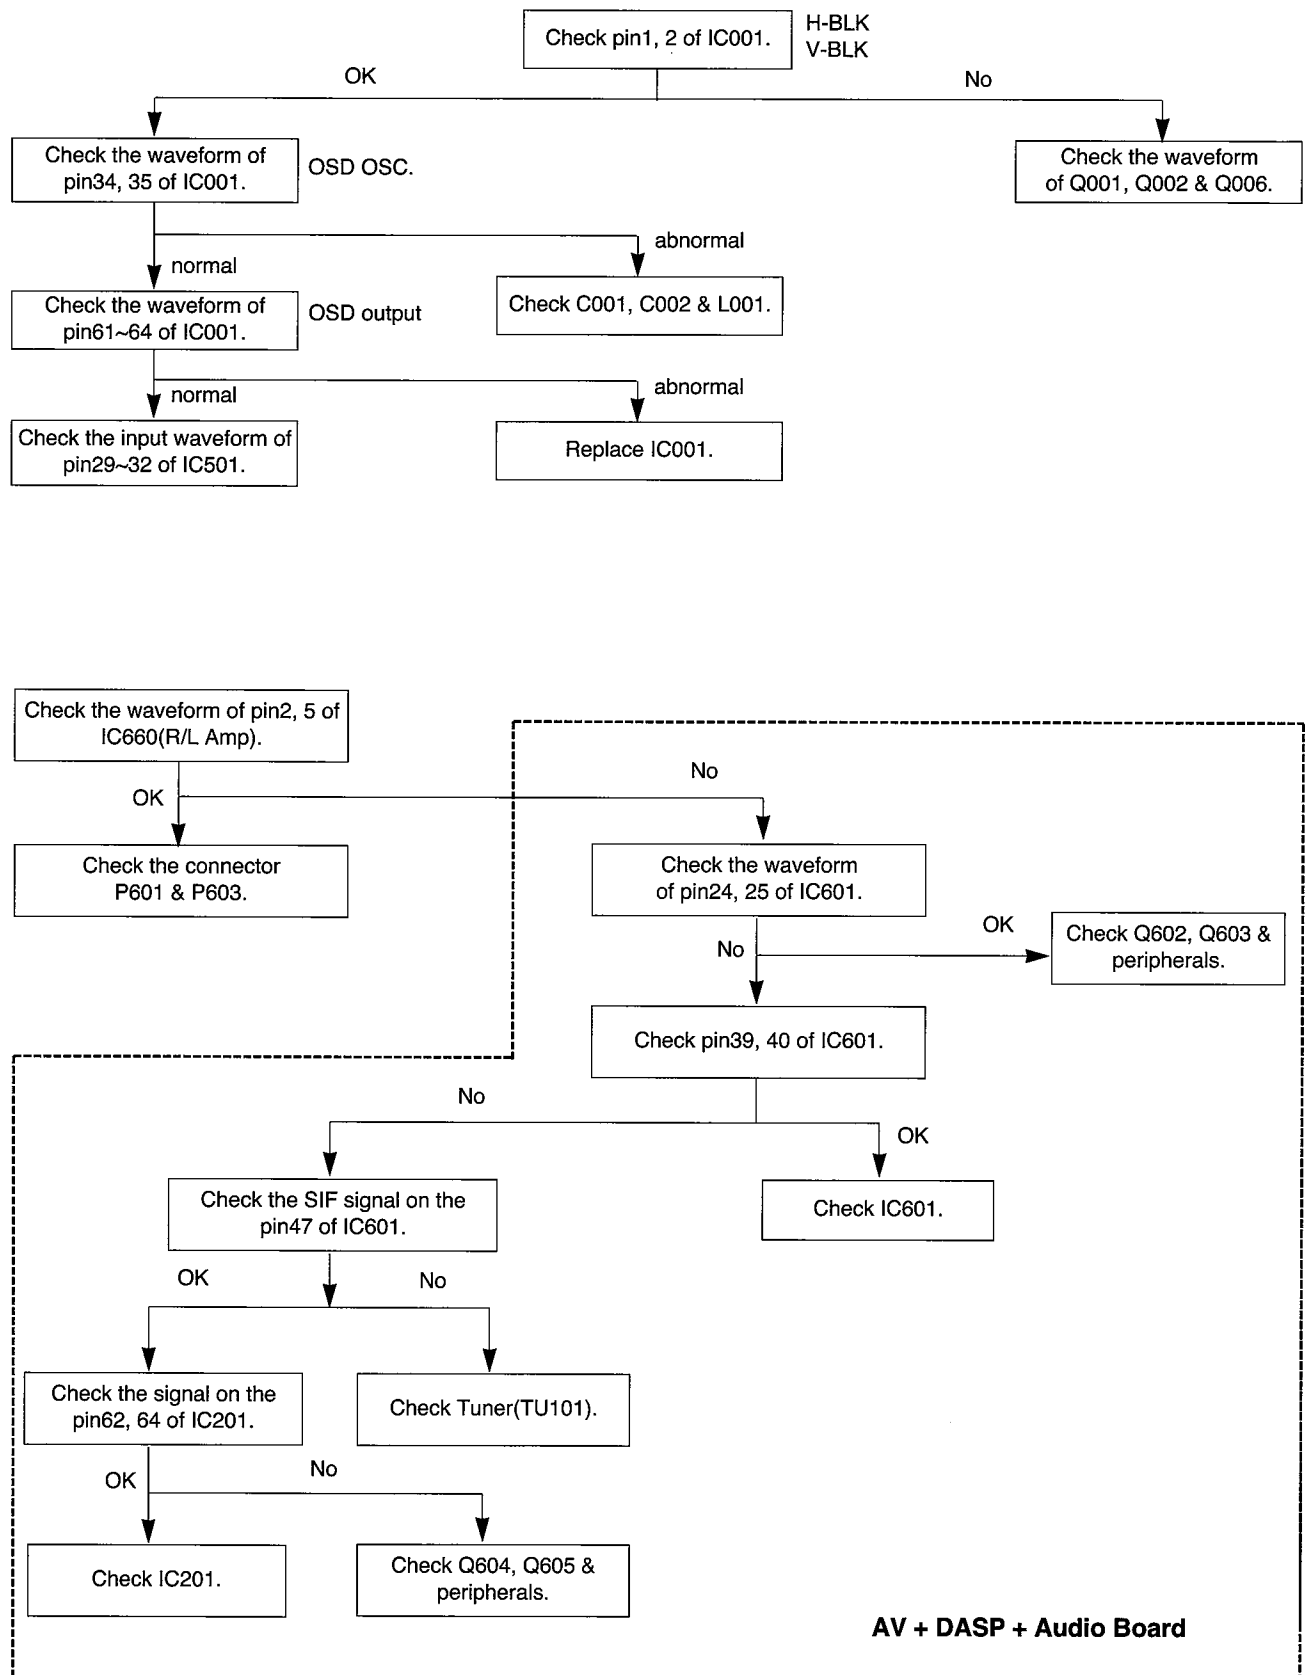 Check pin1, 2 of IC001.
H-BLK
V-BLK
OK
No
Check the waveform of
pin34, 35 of IC001.
OSD OSC.
Check the waveform
of Q001, Q002 & Q006.
normal
abnormal
Check the waveform of
pin61~64 of IC001.
OSD output
Check C001, C002 & L001.
normal
abnormal
Check the input waveform of
pin29~32 of IC501.
Replace IC001.
Check the waveform of pin2, 5 of
IC660(R/L Amp).
OK
No
Check the connector
P601 & P603.
Check the waveform
of pin24, 25 of IC601.
No
OK
Check Q602, Q603 &
peripherals.
Check pin39, 40 of IC601.
No
OK
Check the SIF signal on the
pin47 of IC601.
Check IC601.
OK
No
Check the signal on the
pin62, 64 of IC201.
Check Tuner(TU101).
OK
No
Check IC201.
Check Q604, Q605 &
peripherals.
AV + DASP + Audio Board